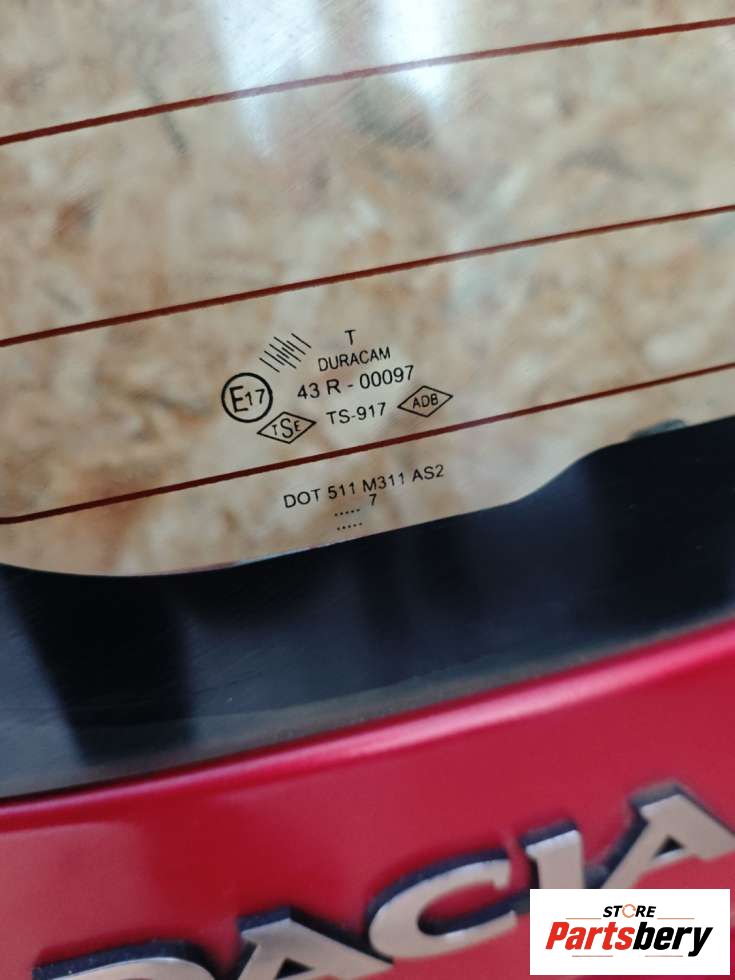 T
DURACAM
E17 43 R - 00097
TSE TS-917 ADB
DOT 511 M311 AS2
..... 7
.....
DACIA
STORE
Partsbery